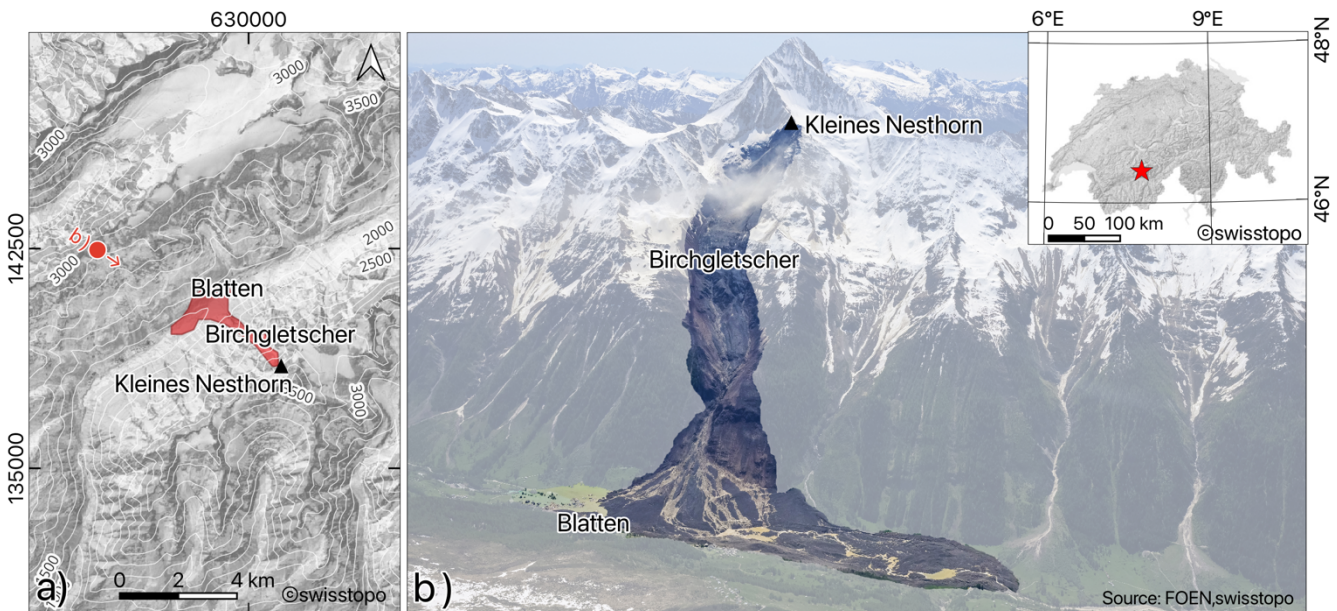 630000
3000
3500
3000
142500
b)
3000
2000
2500
Blatten
Birchgletscher
Kleines Nesthorn
3000
135000
0 2 4 km
a)
©swisstopo
Kleines Nesthorn
Birchgletscher
Blatten
b)
Source: FOEN,swisstopo
6°E 9°E
48°N
46°N
0 50 100 km
©swisstopo